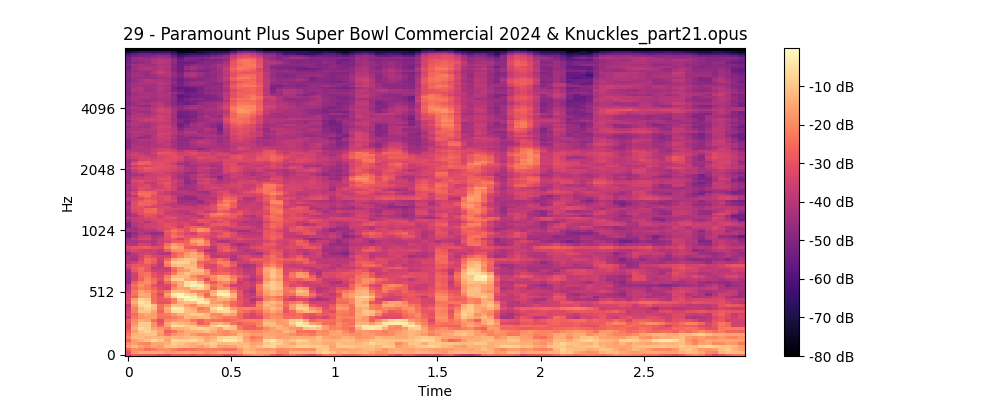 29 - Paramount Plus Super Bowl Commercial 2024 & Knuckles_part21.opus
Hz
4096
2048
1024
512
0
0
0.5
1
1.5
2
2.5
Time
-10 dB
-20 dB
-30 dB
-40 dB
-50 dB
-60 dB
-70 dB
-80 dB